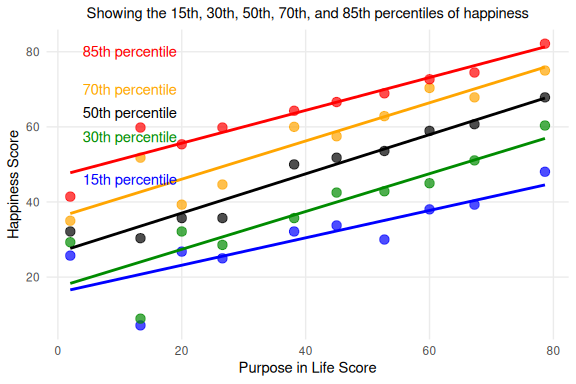 Showing the 15th, 30th, 50th, 70th, and 85th percentiles of happiness
80
85th percentile
70th percentile
50th percentile
60
30th percentile
15th percentile
40
20
Happiness Score
0 20 40 60 80
Purpose in Life Score